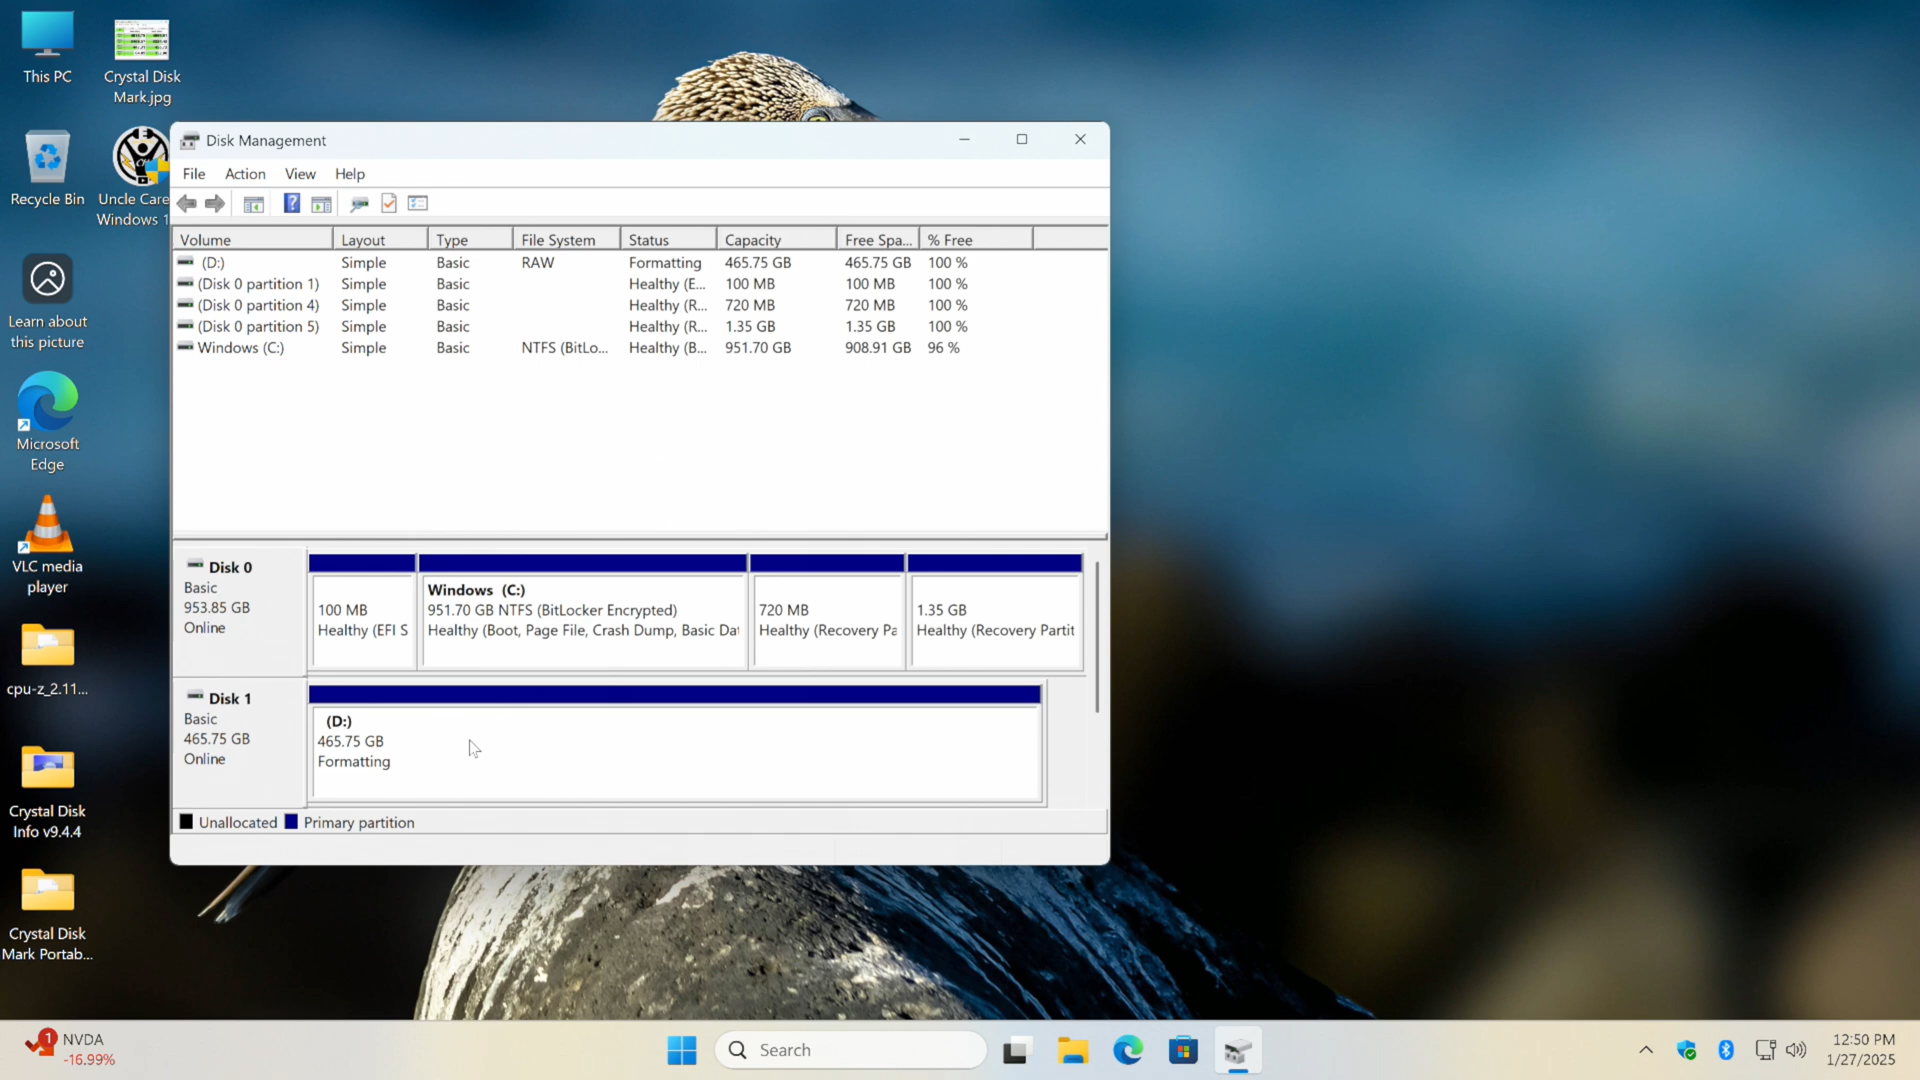 This PC
Crystal Disk
Mark.jpg
Recycle Bin
Uncle Care
Windows 1
Learn about
this picture
Microsoft
Edge
VLC media
player
cpu-z_2.11...
Crystal Disk
Info v9.4.4
Crystal Disk
Mark Portab...
Disk Management
File Action View Help
Volume Layout Type File System Status Capacity Free Spa... % Free
(D:) Simple Basic RAW Formatting 465.75 GB 465.75 GB 100 %
(Disk 0 partition 1) Simple Basic Healthy (E... 100 MB 100 MB 100 %
(Disk 0 partition 4) Simple Basic Healthy (R... 720 MB 720 MB 100 %
(Disk 0 partition 5) Simple Basic Healthy (R... 1.35 GB 1.35 GB 100 %
Windows (C:) Simple Basic NTFS (BitLo... Healthy (B... 951.70 GB 908.91 GB 96 %
Disk 0
Basic
953.85 GB
Online
100 MB
Healthy (EFI S
Windows (C:)
951.70 GB NTFS (BitLocker Encrypted)
Healthy (Boot, Page File, Crash Dump, Basic Dat
720 MB
Healthy (Recovery Pa
1.35 GB
Healthy (Recovery Partit
Disk 1
Basic
465.75 GB
Online
(D:)
465.75 GB
Formatting
Unallocated Primary partition
1
NVDA
-16.99%
Search
12:50 PM
1/27/2025